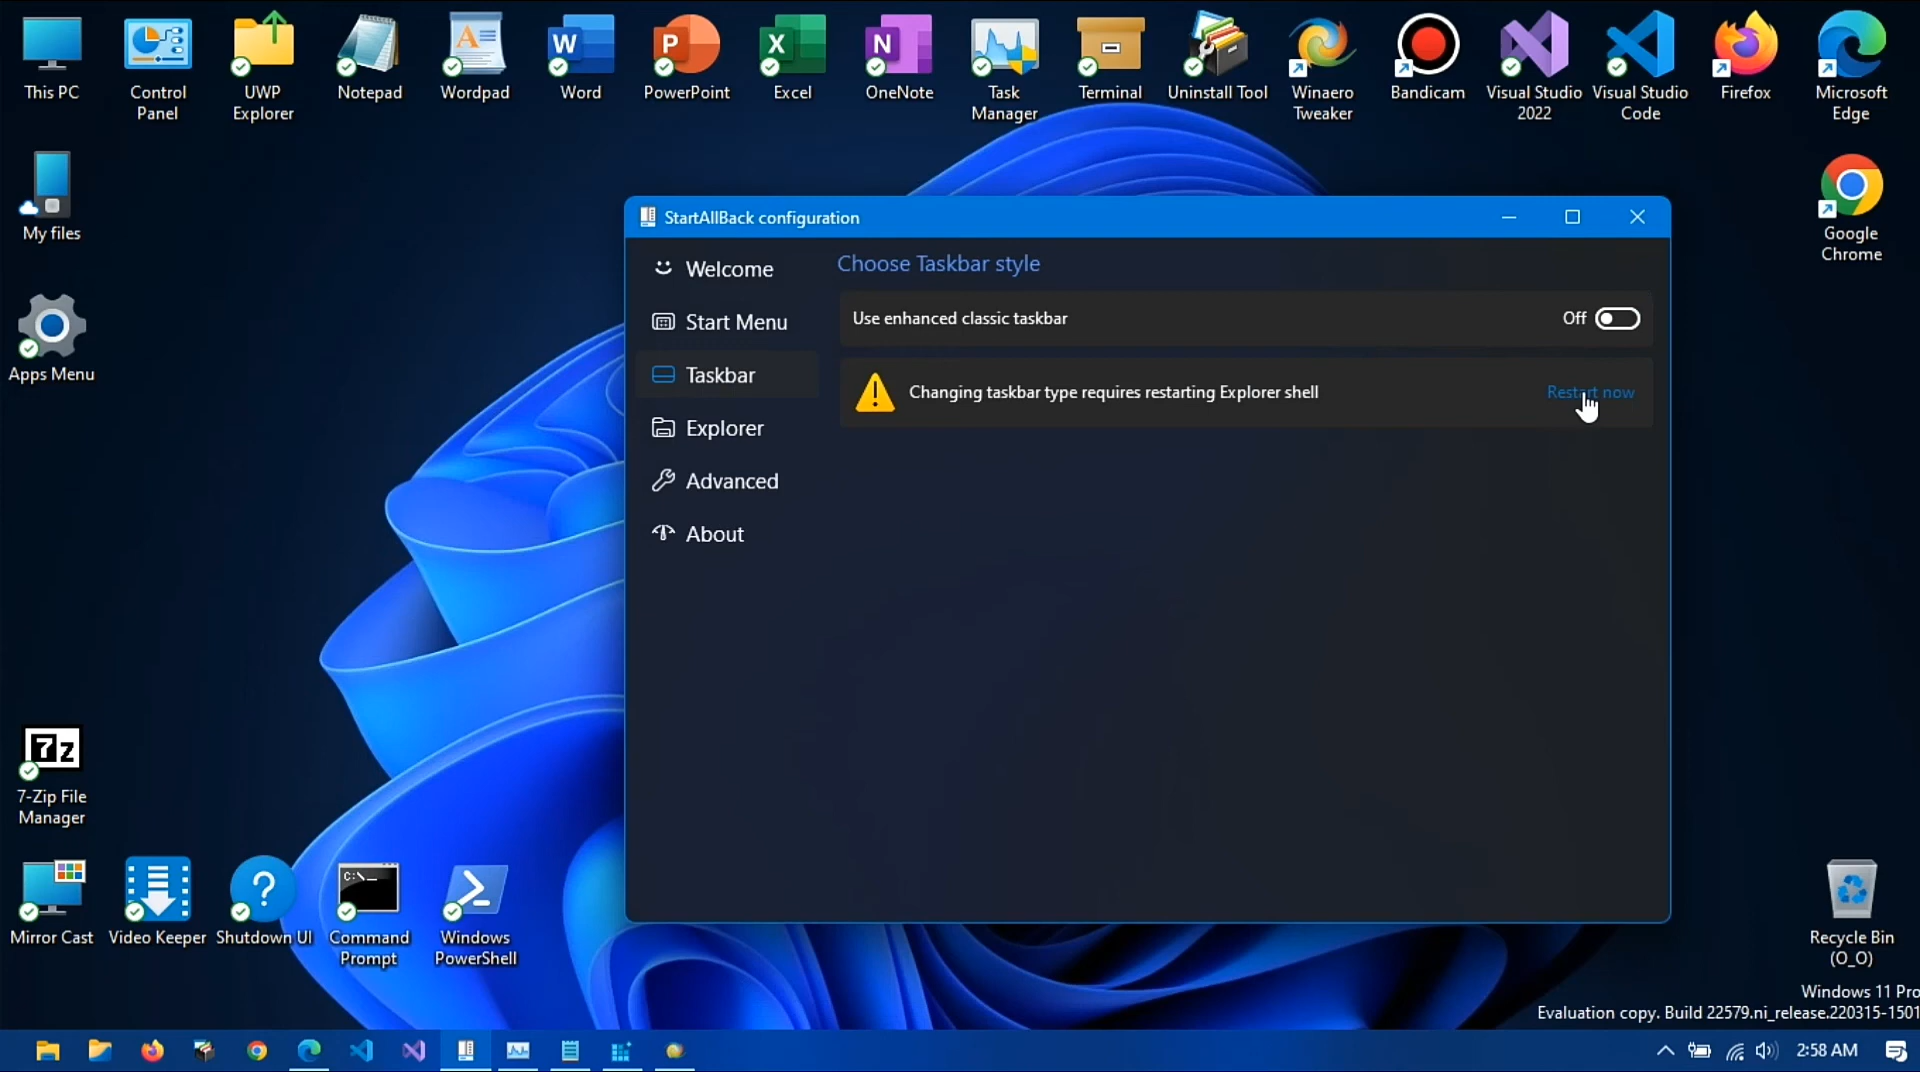 This PC
Control
Panel
UWP
Explorer
Notepad
Wordpad
Word
PowerPoint
Excel
OneNote
Task
Manager
Terminal
Uninstall Tool
Winaero
Tweaker
Bandicam
Visual Studio
2022
Visual Studio
Code
Firefox
Microsoft
Edge
My files
Google
Chrome
Apps Menu
StartAllBack configuration
Welcome
Start Menu
Taskbar
Explorer
Advanced
About
Choose Taskbar style
Use enhanced classic taskbar
Off
Changing taskbar type requires restarting Explorer shell
Restart now
7z
7-Zip File
Manager
C:\_
Mirror Cast
Video Keeper
Shutdown UI
Command
Prompt
Windows
PowerShell
Recycle Bin
(O_O)
Windows 11 Pro
Evaluation copy. Build 22579.ni_release.220315-1501
2:58 AM